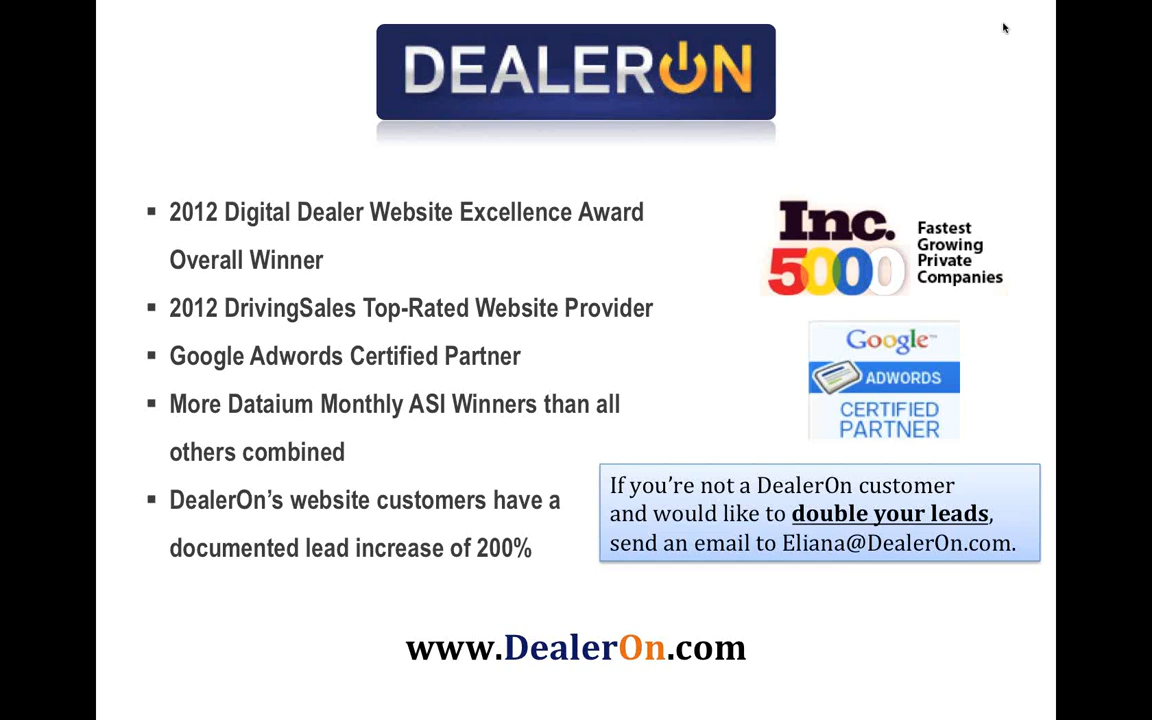 DEALERON
2012 Digital Dealer Website Excellence Award
Overall Winner
2012 DrivingSales Top-Rated Website Provider
Google Adwords Certified Partner
More Dataium Monthly ASI Winners than all
others combined
DealerOn’s website customers have a
documented lead increase of 200%
Inc.
5000
Fastest
Growing
Private
Companies
Google™
ADWORDS
CERTIFIED
PARTNER
If you’re not a DealerOn customer
and would like to double your leads,
send an email to Eliana@DealerOn.com.
www.DealerOn.com